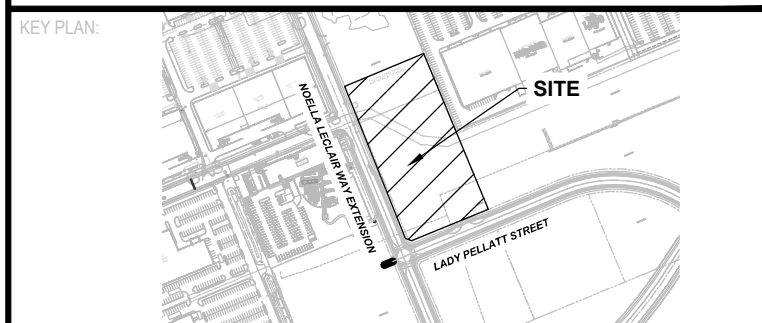 KEY PLAN:
SITE
NOELLA LECLAIR WAY EXTENSION
LADY PELLATT STREET